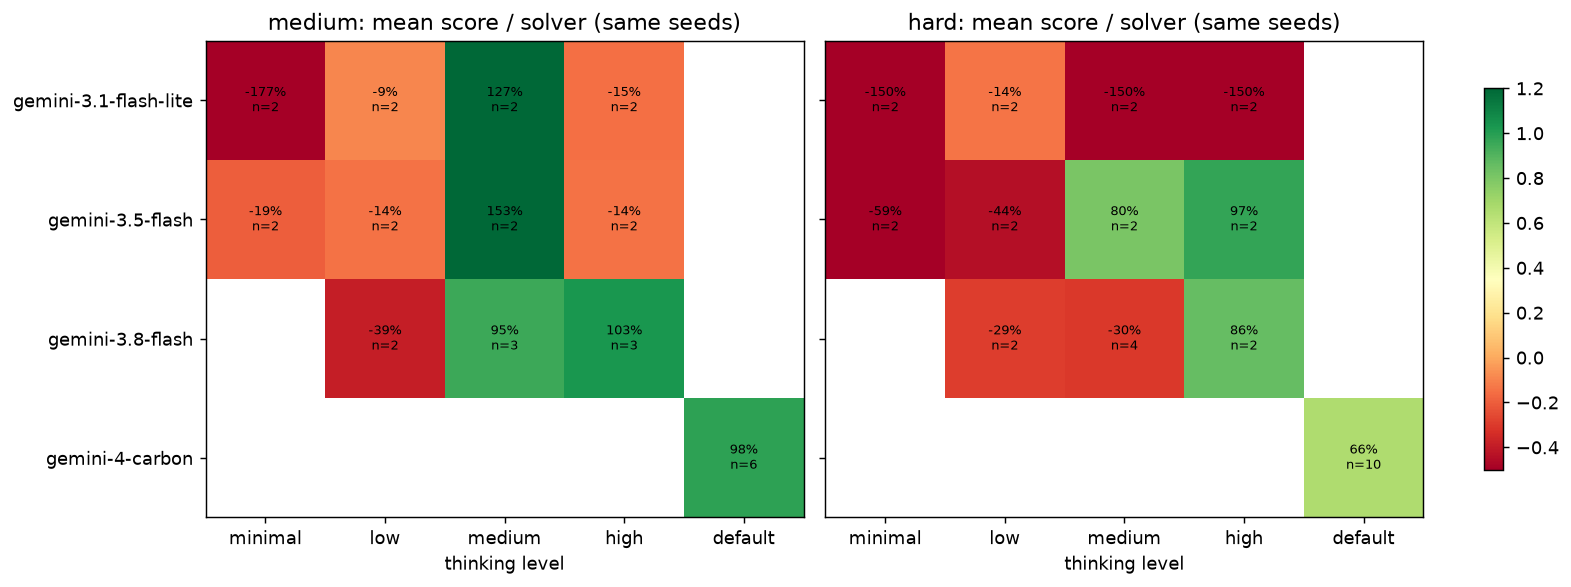 medium: mean score / solver (same seeds)
hard: mean score / solver (same seeds)
gemini-3.1-flash-lite
-177%
n=2
-9%
n=2
127%
n=2
-15%
n=2
-150%
n=2
-14%
n=2
-150%
n=2
-150%
n=2
gemini-3.5-flash
-19%
n=2
-14%
n=2
153%
n=2
-14%
n=2
-59%
n=2
-44%
n=2
80%
n=2
97%
n=2
gemini-3.8-flash
-39%
n=2
95%
n=3
103%
n=3
-29%
n=2
-30%
n=4
86%
n=2
gemini-4-carbon
98%
n=6
66%
n=10
minimal
low
medium
high
default
thinking level
minimal
low
medium
high
default
thinking level
1.2
1.0
0.8
0.6
0.4
0.2
0.0
−0.2
−0.4